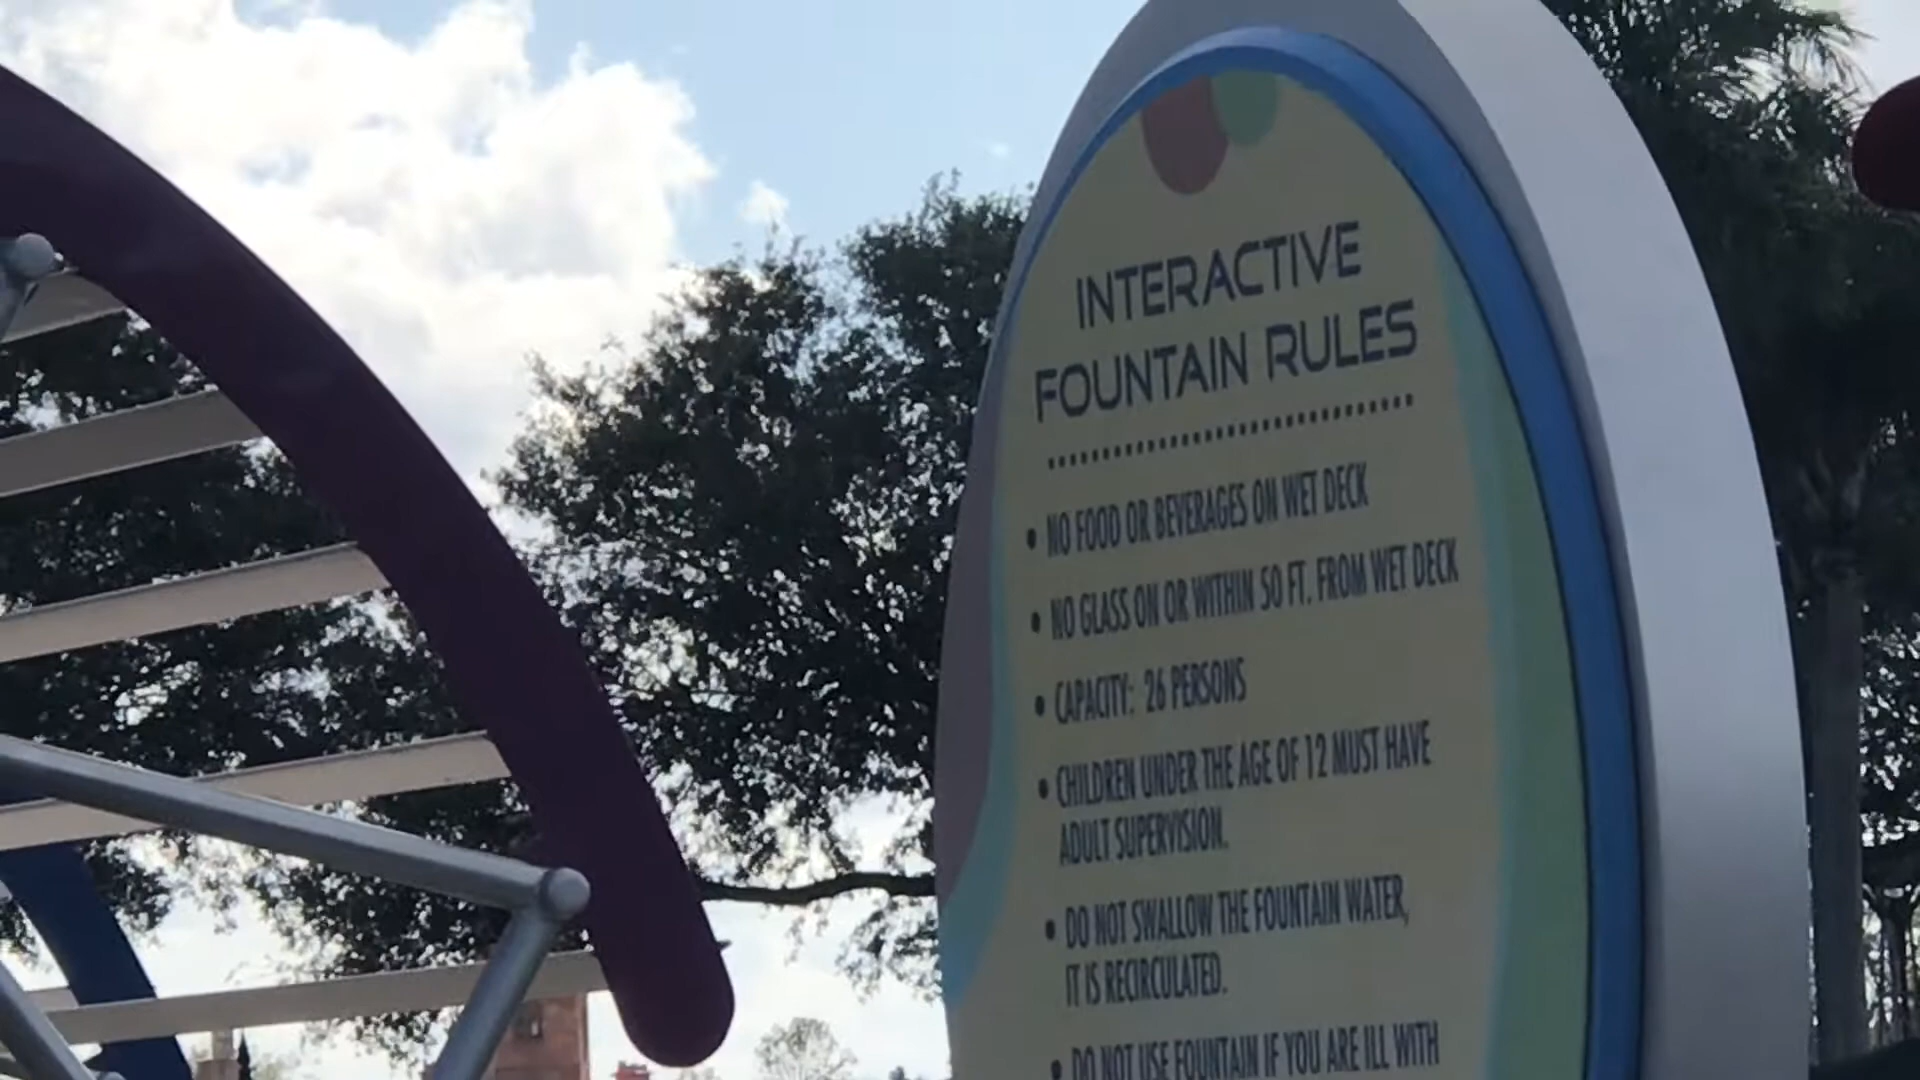 INTERACTIVE
FOUNTAIN RULES
• NO FOOD OR BEVERAGES ON WET DECK
• NO GLASS ON OR WITHIN 50 FT. FROM WET DECK
• CAPACITY: 26 PERSONS
• CHILDREN UNDER THE AGE OF 12 MUST HAVE
ADULT SUPERVISION.
• DO NOT SWALLOW THE FOUNTAIN WATER,
IT IS RECIRCULATED.
• DO NOT USE FOUNTAIN IF YOU ARE ILL WITH